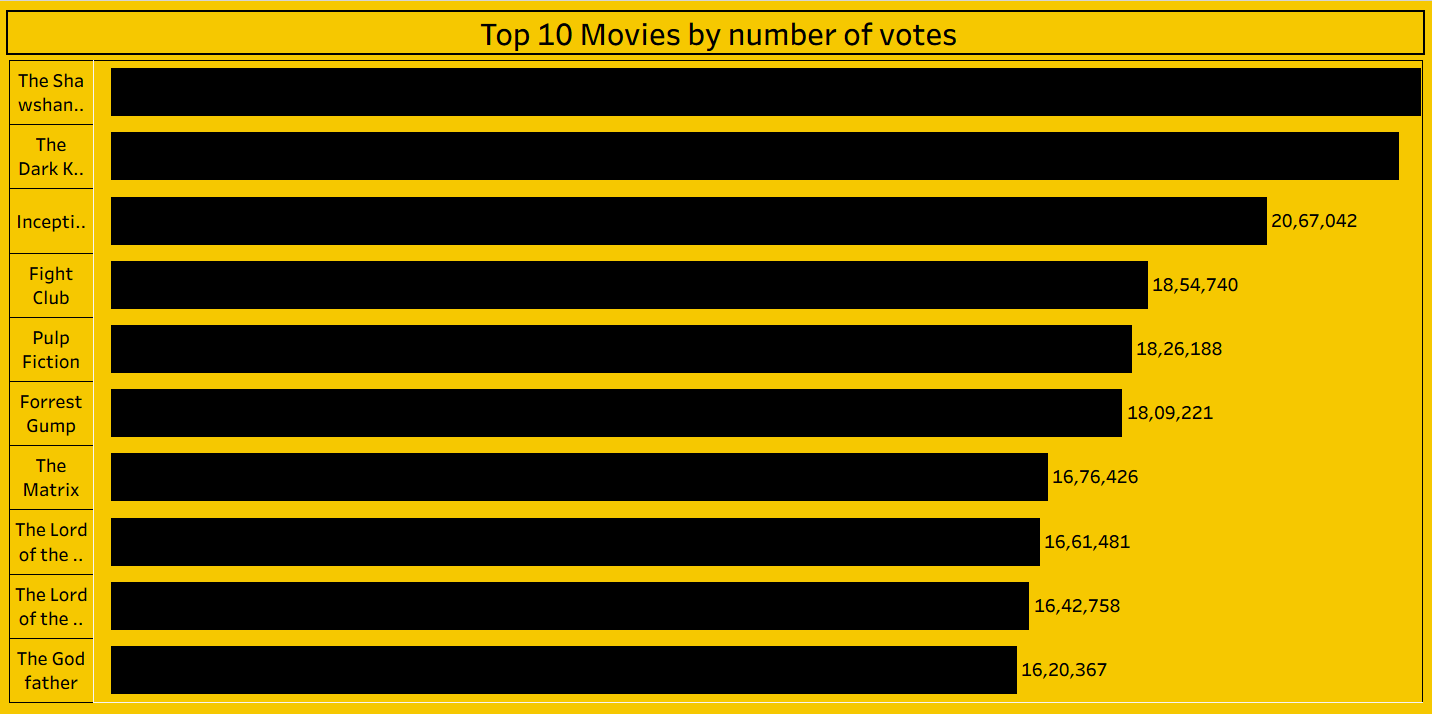 Top 10 Movies by number of votes
The Sha
wshan..
The
Dark K..
Incepti..
20,67,042
Fight
Club
18,54,740
Pulp
Fiction
18,26,188
Forrest
Gump
18,09,221
The
Matrix
16,76,426
The Lord
of the ..
16,61,481
The Lord
of the ..
16,42,758
The God
father
16,20,367